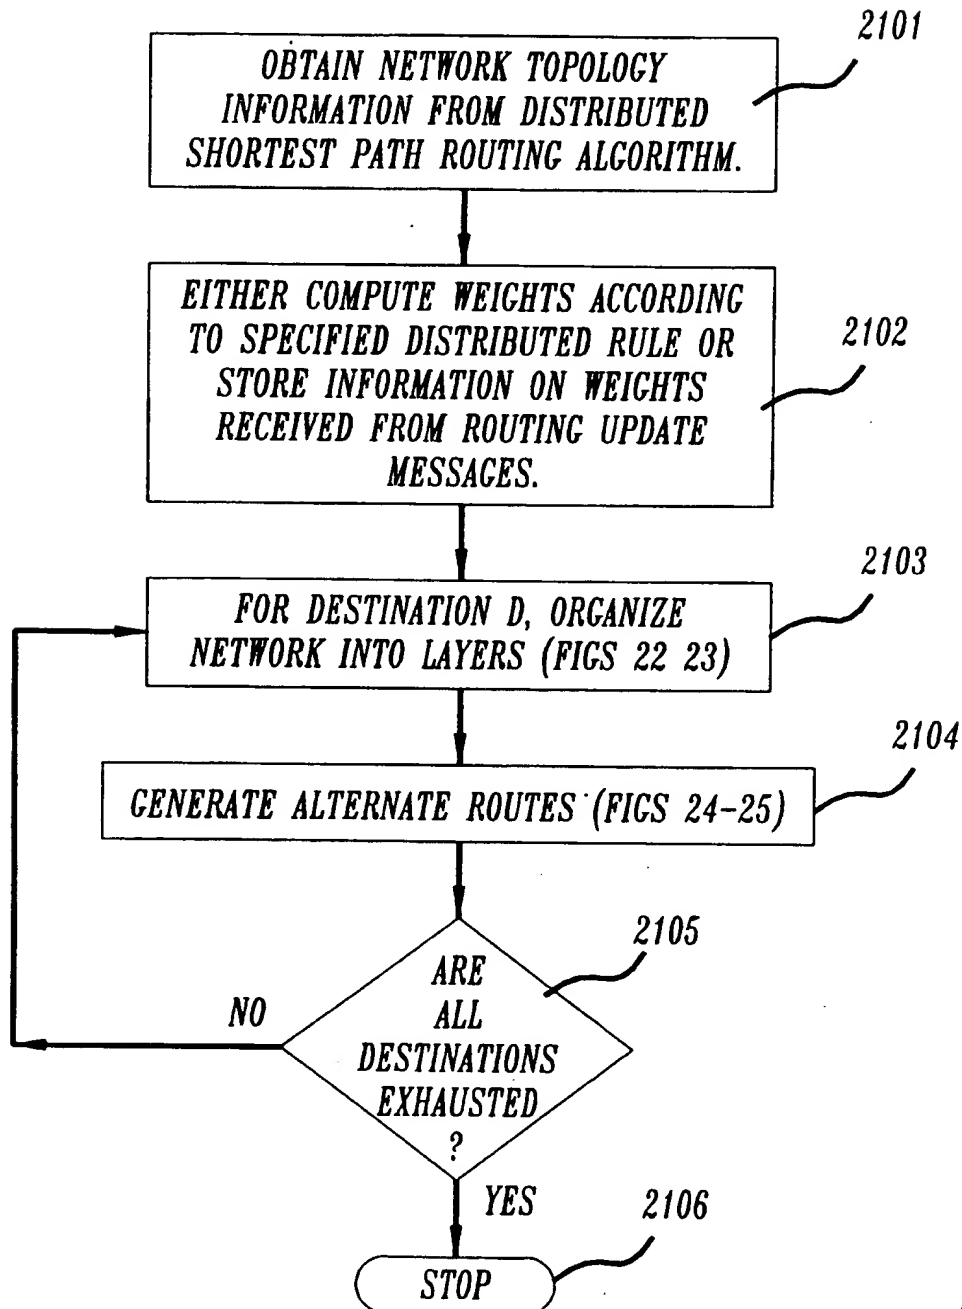 2101
OBTAIN NETWORK TOPOLOGY
INFORMATION FROM DISTRIBUTED
SHORTEST PATH ROUTING ALGORITHM.
EITHER COMPUTE WEIGHTS ACCORDING
TO SPECIFIED DISTRIBUTED RULE OR
STORE INFORMATION ON WEIGHTS
RECEIVED FROM ROUTING UPDATE
MESSAGES.
2102
2103
FOR DESTINATION D, ORGANIZE
NETWORK INTO LAYERS (FIGS 22 23)
2104
GENERATE ALTERNATE ROUTES (FIGS 24-25)
2105
ARE
ALL
DESTINATIONS
EXHAUSTED
?
NO
YES
2106
STOP